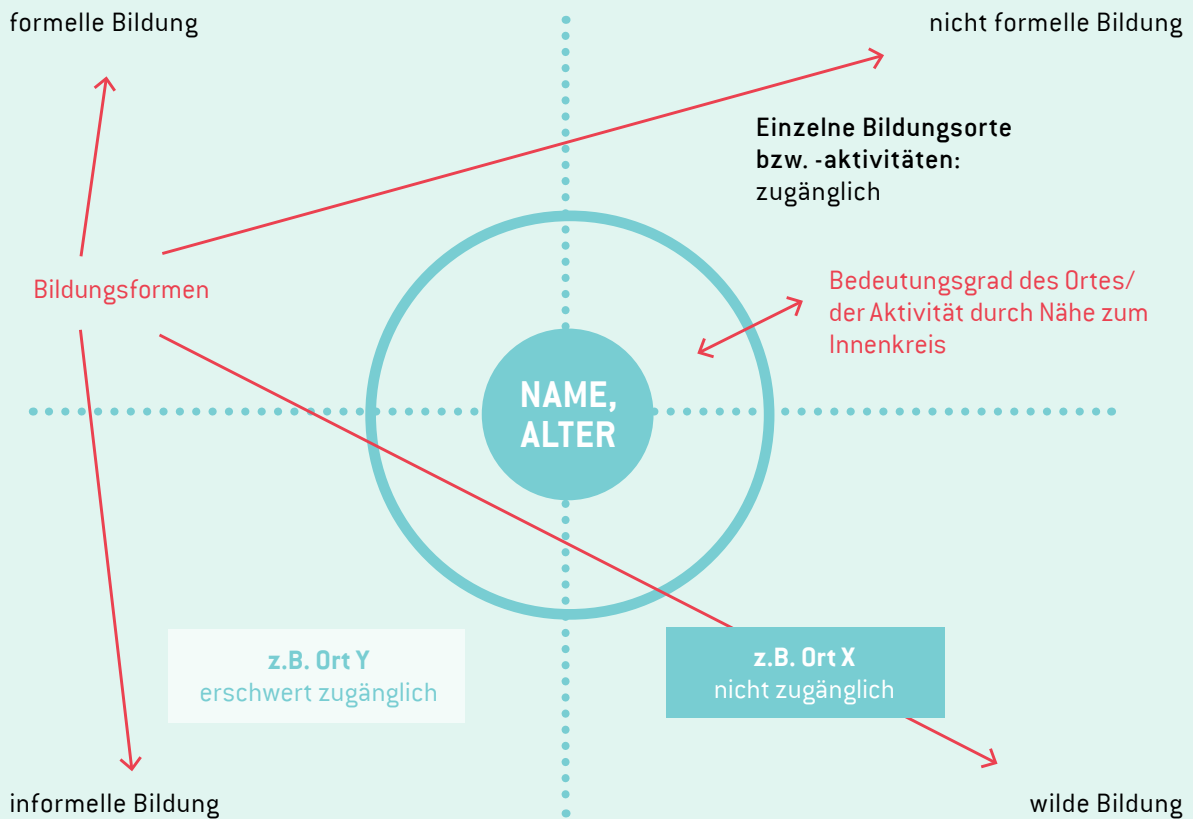 formelle Bildung
nicht formelle Bildung
Einzelne Bildungsorte
bzw. -aktivitäten:
zugänglich
Bildungsformen
Bedeutungsgrad des Ortes/
der Aktivität durch Nähe zum
Innenkreis
NAME,
ALTER
z.B. Ort Y
erschwert zugänglich
z.B. Ort X
nicht zugänglich
informelle Bildung
wilde Bildung